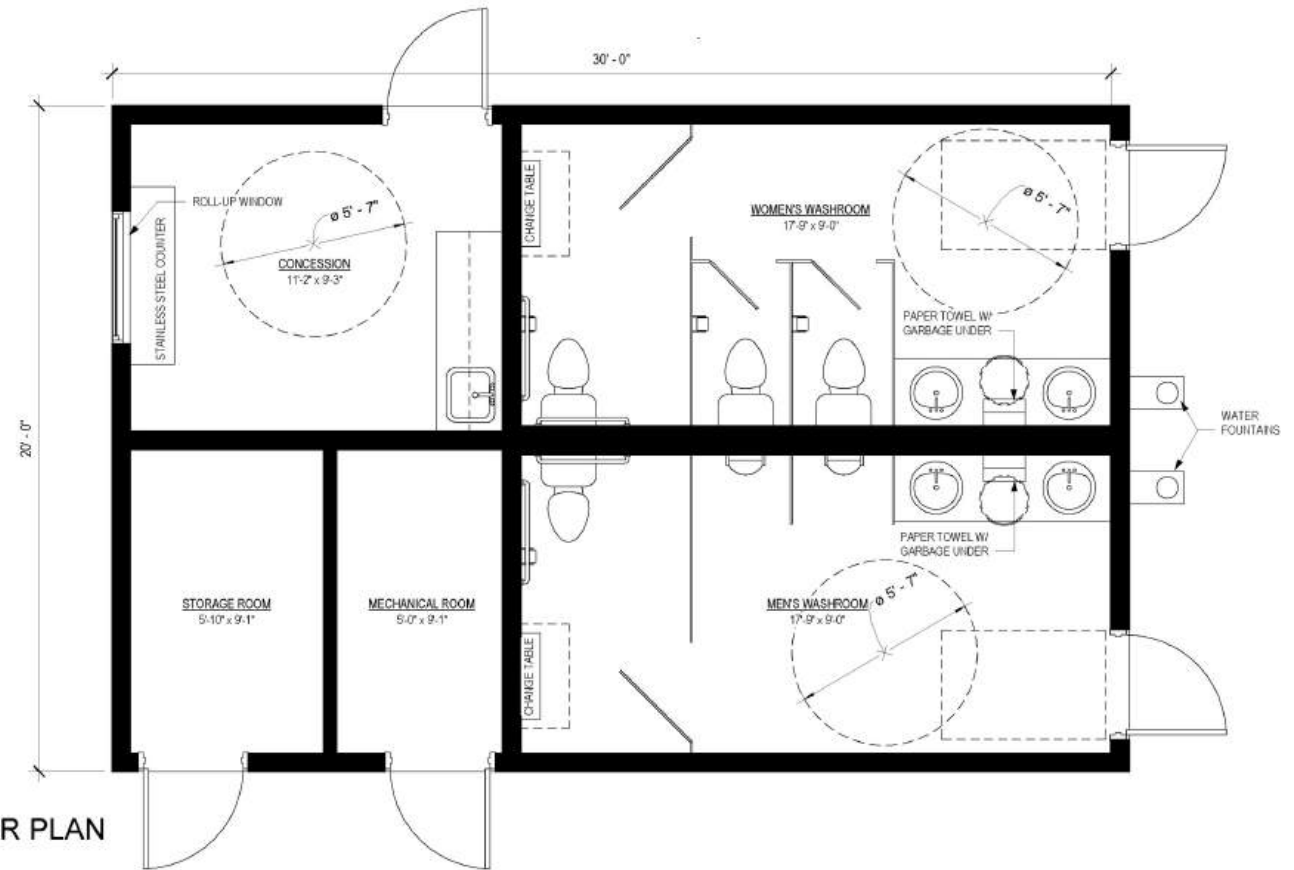 30' - 0"
20' - 0"
ROLL-UP WINDOW
STAINLESS STEEL COUNTER
ø 5' - 7"
CONCESSION
11'-2" x 9'-3"
CHANGE TABLE
WOMEN'S WASHROOM
17'-9" x 9'-0"
ø 5' - 7"
PAPER TOWEL W/
GARBAGE UNDER
WATER
FOUNTAINS
STORAGE ROOM
5'-10" x 9'-1"
MECHANICAL ROOM
5'-0" x 9'-1"
CHANGE TABLE
PAPER TOWEL W/
GARBAGE UNDER
MEN'S WASHROOM
17'-9" x 9'-0"
ø 5' - 7"
R PLAN